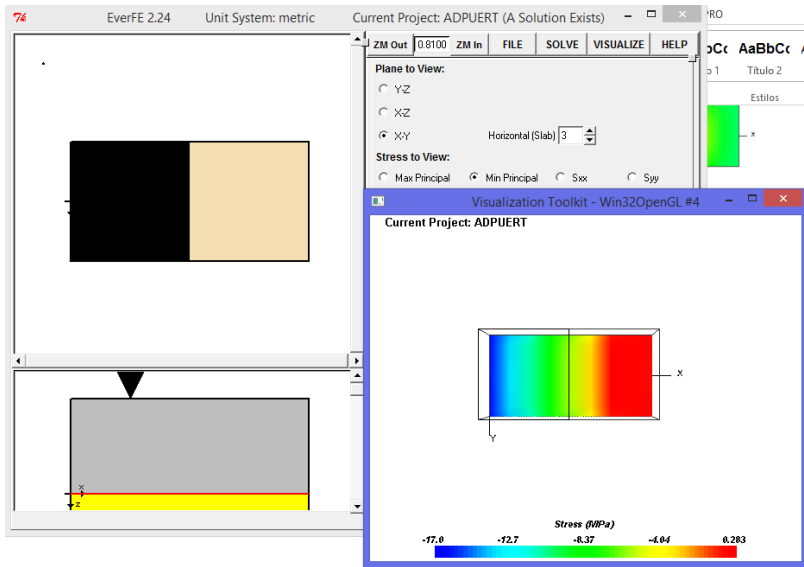 EverFE 2.24 Unit System: metric Current Project: ADPUERT (A Solution Exists)
PRO
ZM Out 0.8100 ZM In FILE SOLVE VISUALIZE HELP
AaBbCc
Título 2
Estilos
Plane to View:
Y-Z
X-Z
X-Y Horizontal (Slab) 3
Stress to View:
Max Principal Min Principal Sxx Syy
x
Visualization Toolkit - Win32OpenGL #4
Current Project: ADPUERT
X
Y
Stress (MPa)
-17.0 -12.7 -8.37 -4.04 0.283
x
z